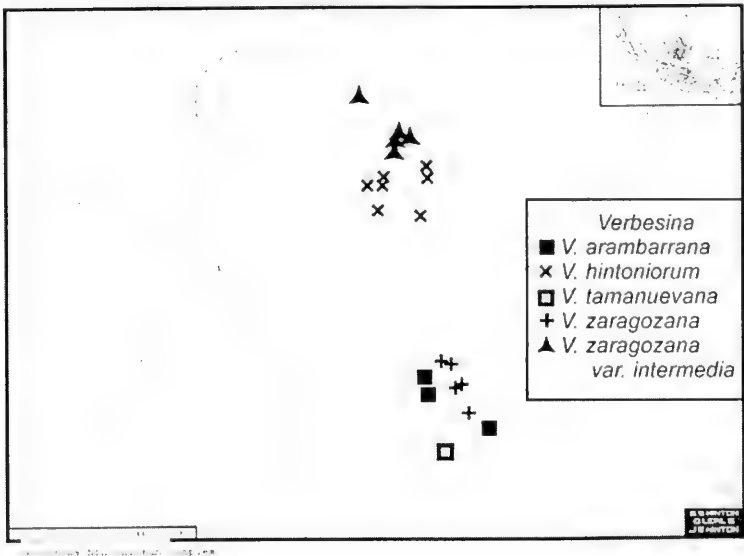 Verbesina
V. arambarrana
V. hintoniorum
V. tamanuevana
V. zaragozana
V. zaragozana
var. intermedia